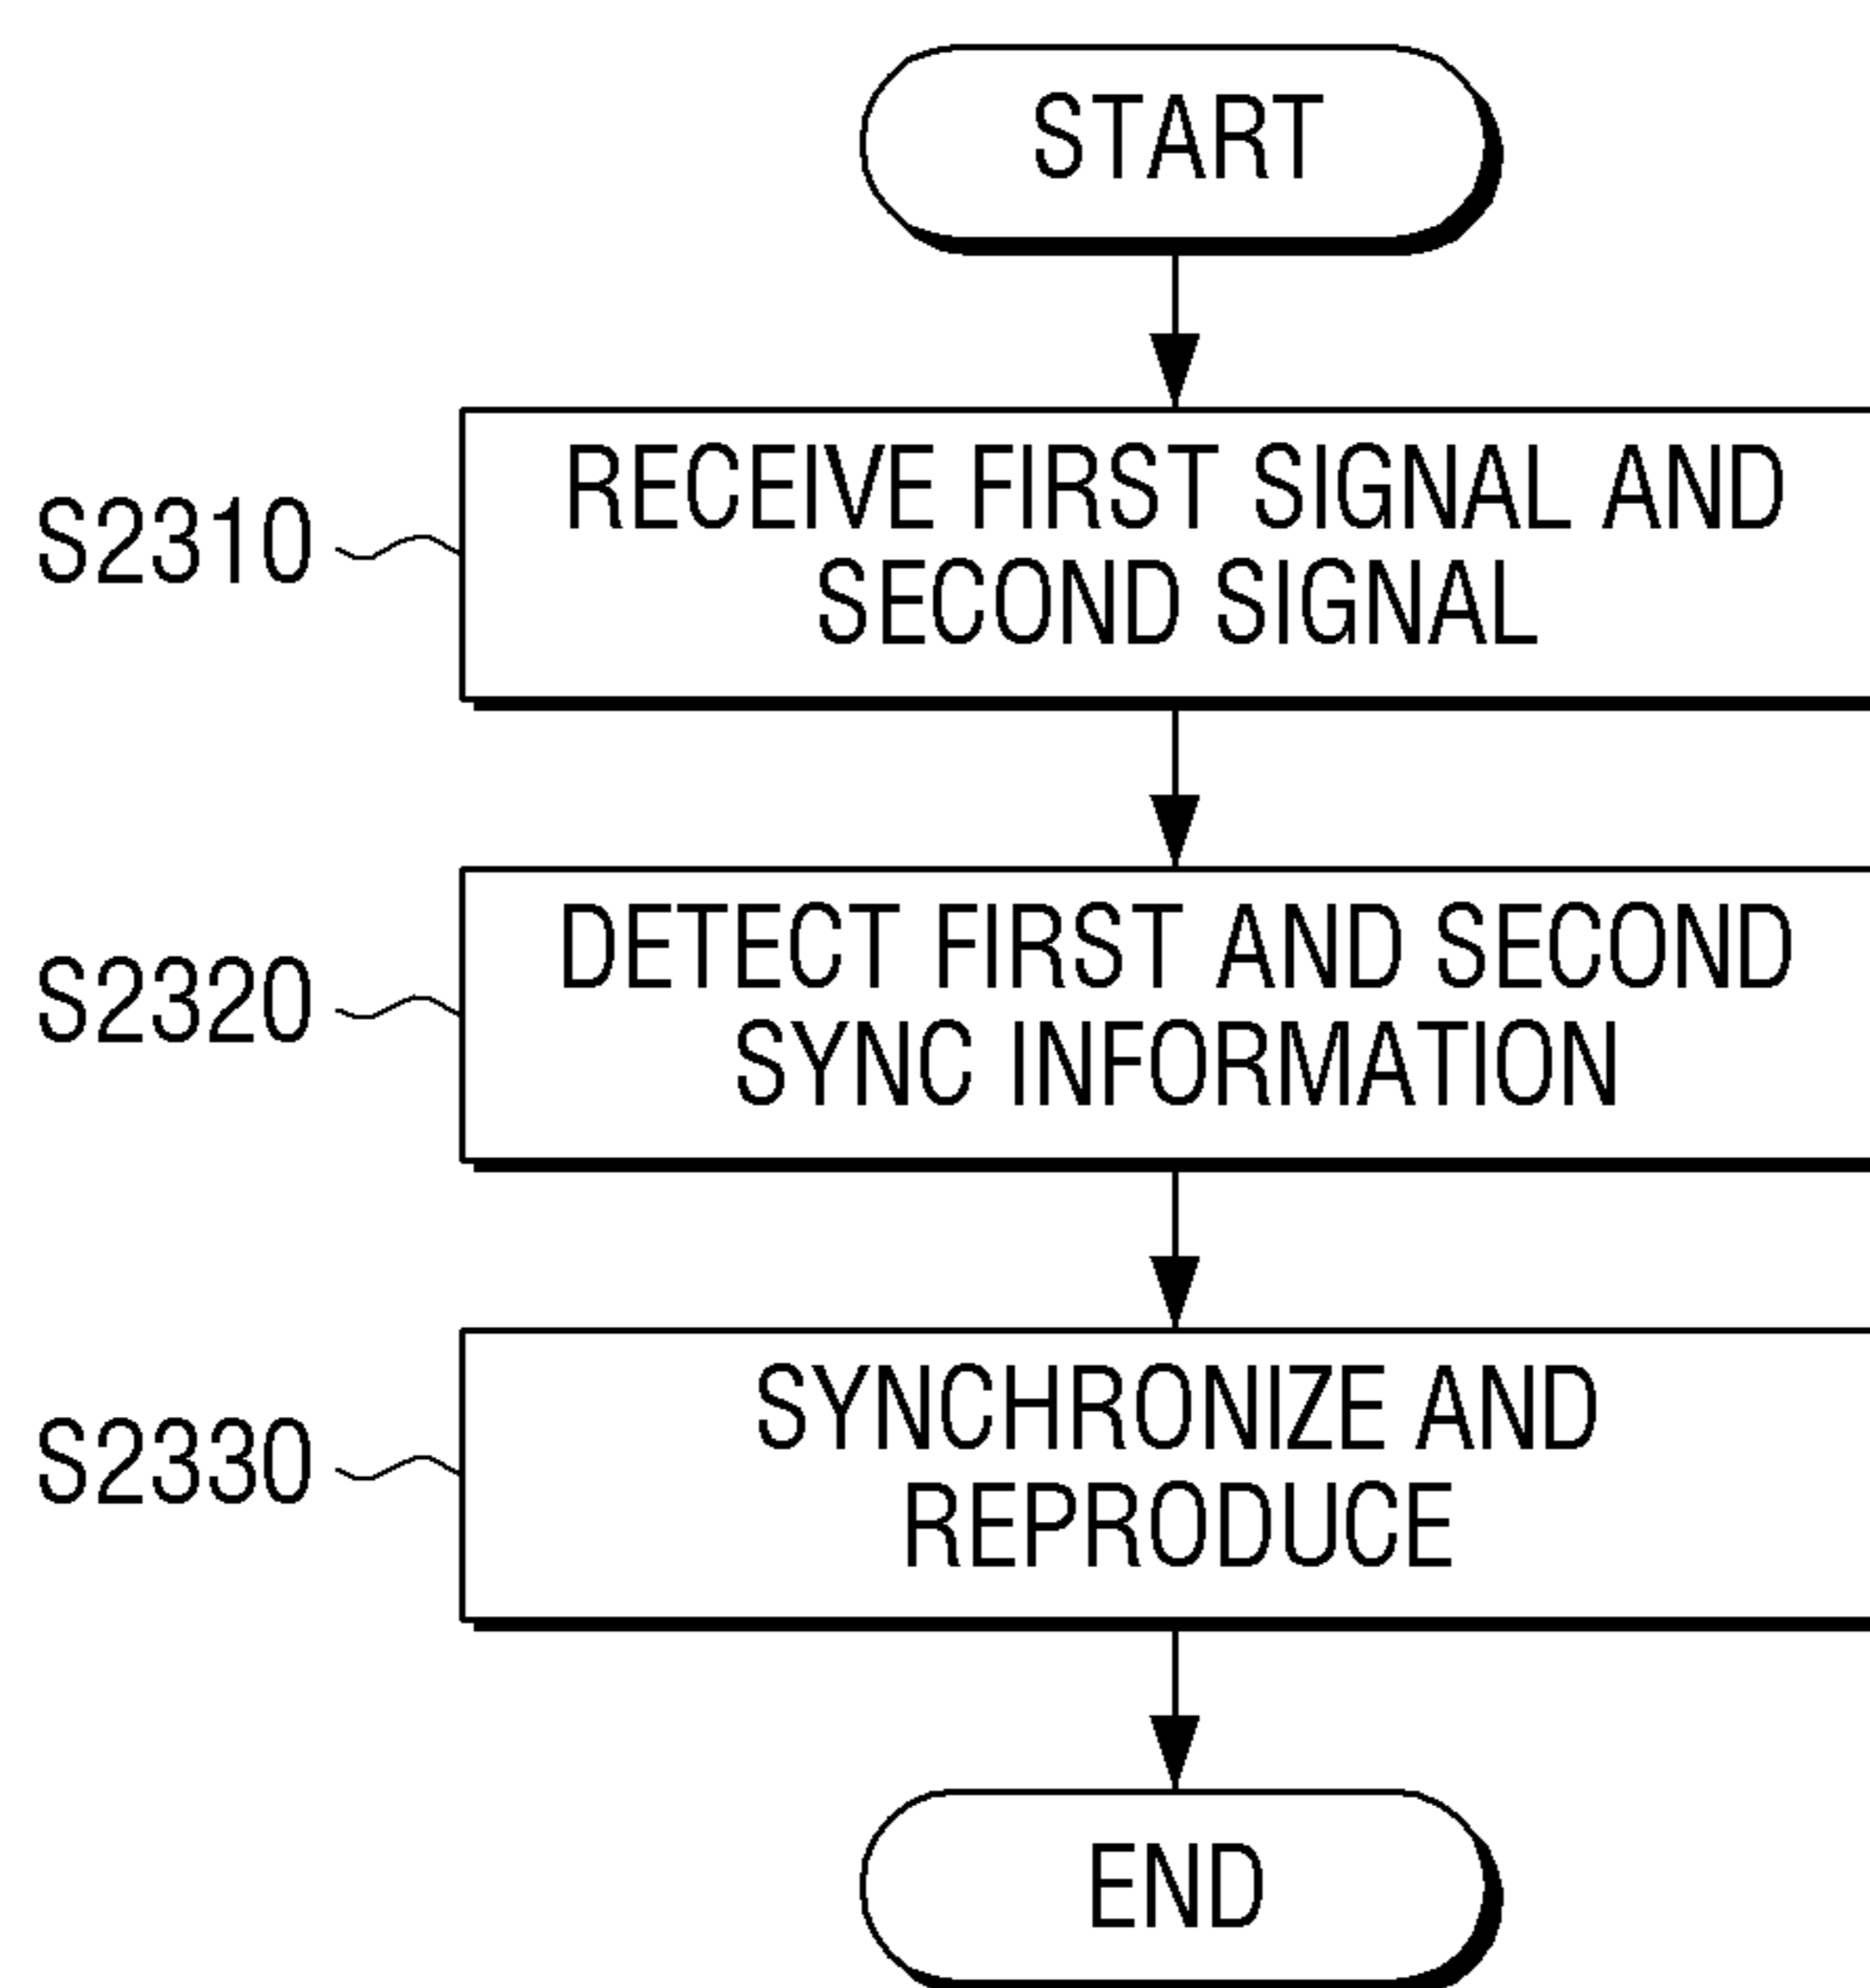 START
RECEIVE FIRST SIGNAL AND
SECOND SIGNAL
S2310
DETECT FIRST AND SECOND
SYNC INFORMATION
S2320
SYNCHRONIZE AND
REPRODUCE
S2330
END